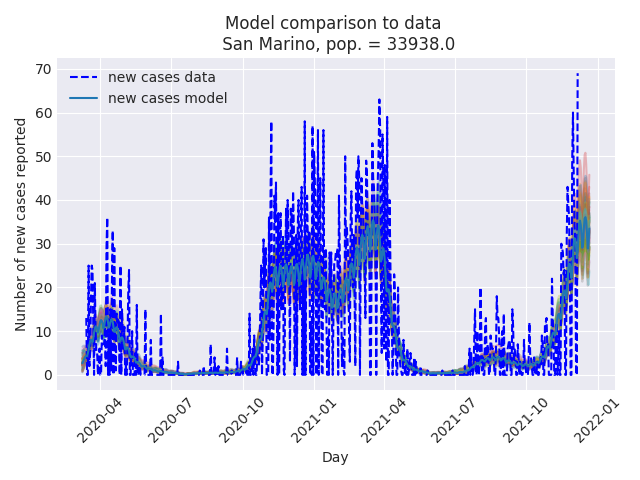 Model comparison to data
San Marino, pop. = 33938.0
new cases data
new cases model
Number of new cases reported
70
60
50
40
30
20
10
0
2020-04
2020-07
2020-10
2021-01
2021-04
2021-07
2021-10
2022-01
Day